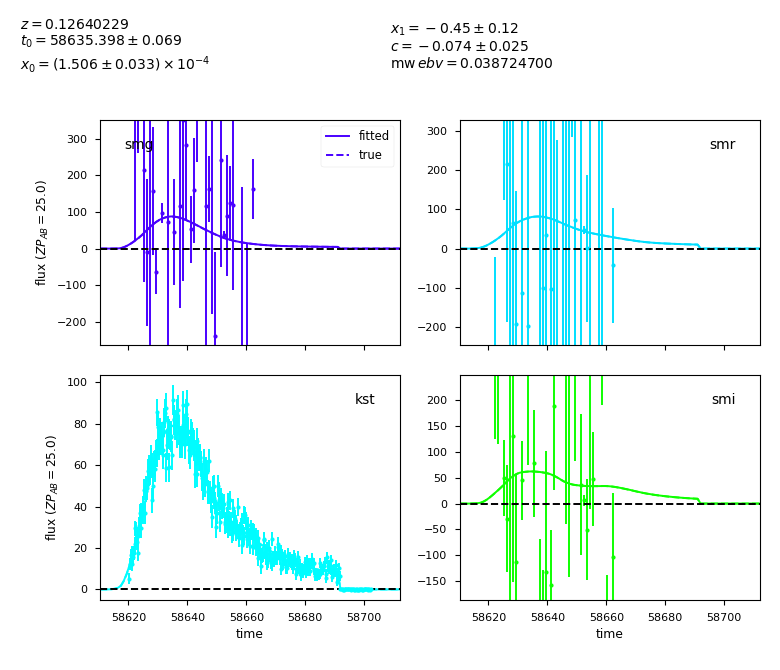 z = 0.12640229
t0 = 58635.398 ± 0.069
x0 = (1.506 ± 0.033) × 10^−4
x1 = −0.45 ± 0.12
c = −0.074 ± 0.025
mw ebv = 0.038724700
smg
fitted
true
300
200
100
0
−100
−200
flux (ZP_AB = 25.0)
smr
300
200
100
0
−100
−200
kst
100
80
60
40
20
0
flux (ZP_AB = 25.0)
58620 58640 58660 58680 58700
time
smi
200
150
100
50
0
−50
−100
−150
58620 58640 58660 58680 58700
time